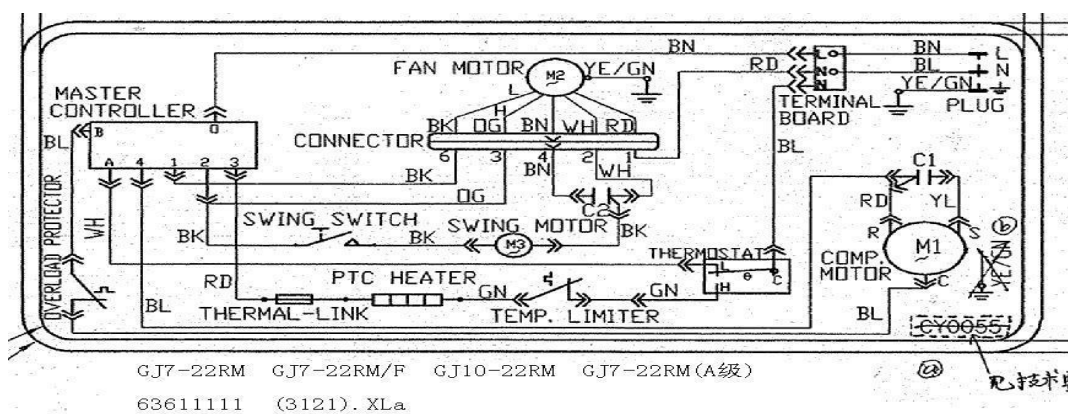 BN
BN
L
L
FAN MOTOR
M2
YE/GN
RD
N
BL
N
L
N
YE/GN
PLUG
TERMINAL
BOARD
MASTER
CONTROLLER
H
B
0
BL
A 4 1 2 3
CONNECTOR
BK OG BN WH RD
6 3 4 2 1
BK
BN
WH
BL
C1
OG
C2
RD
YL
SWING SWITCH
SWING MOTOR
BK
M3
BK
BK
R
S
M1
b
OVERLOAD PROTECTOR
WH
THERMOSTAT
L
θ
C
H
COMP.
MOTOR
YE/GN
C
RD
PTC HEATER
GN
GN
BL
THERMAL-LINK
TEMP. LIMITER
BL
CY0055
a
GJ7-22RM GJ7-22RM/F GJ10-22RM GJ7-22RM(A级)
63611111 (3121).XLa